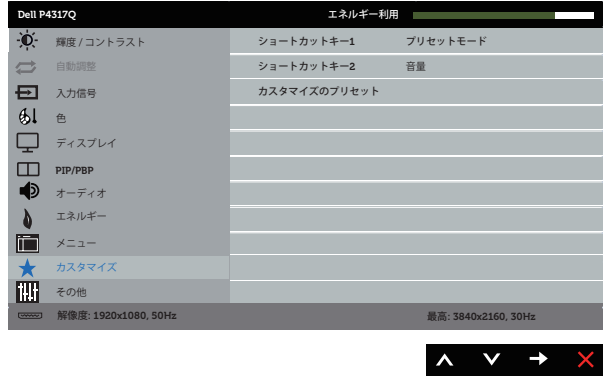 Dell P4317Q エネルギー利用
輝度 / コントラスト ショートカットキー1 プリセットモード
自動調整 ショートカットキー2 音量
入力信号 カスタマイズのプリセット
色
ディスプレイ
PIP/PBP
オーディオ
エネルギー
メニュー
カスタマイズ
その他
解像度: 1920x1080, 50Hz 最高: 3840x2160, 30Hz